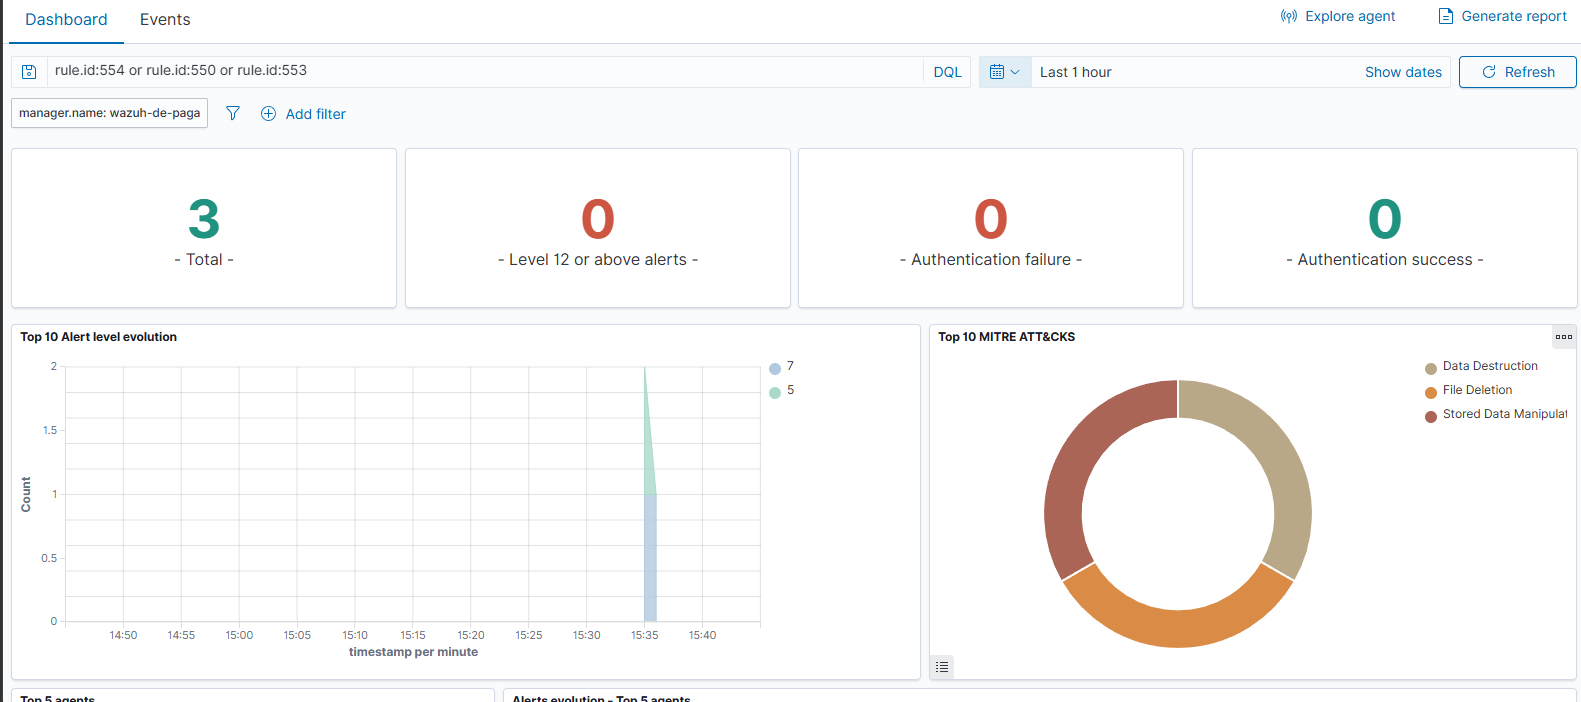 Dashboard Events Explore agent Generate report
rule.id:554 or rule.id:550 or rule.id:553 DQL Last 1 hour Show dates Refresh
manager.name: wazuh-de-paga Add filter
3 0 0 0
- Total - - Level 12 or above alerts - - Authentication failure - - Authentication success -
Top 10 Alert level evolution
2
1.5
1
0.5
0
Count
14:50 14:55 15:00 15:05 15:10 15:15 15:20 15:25 15:30 15:35 15:40
timestamp per minute
7
5
Top 10 MITRE ATT&CKS
Data Destruction
File Deletion
Stored Data Manipulat
Top 5 agents Alerts evolution - Top 5 agents